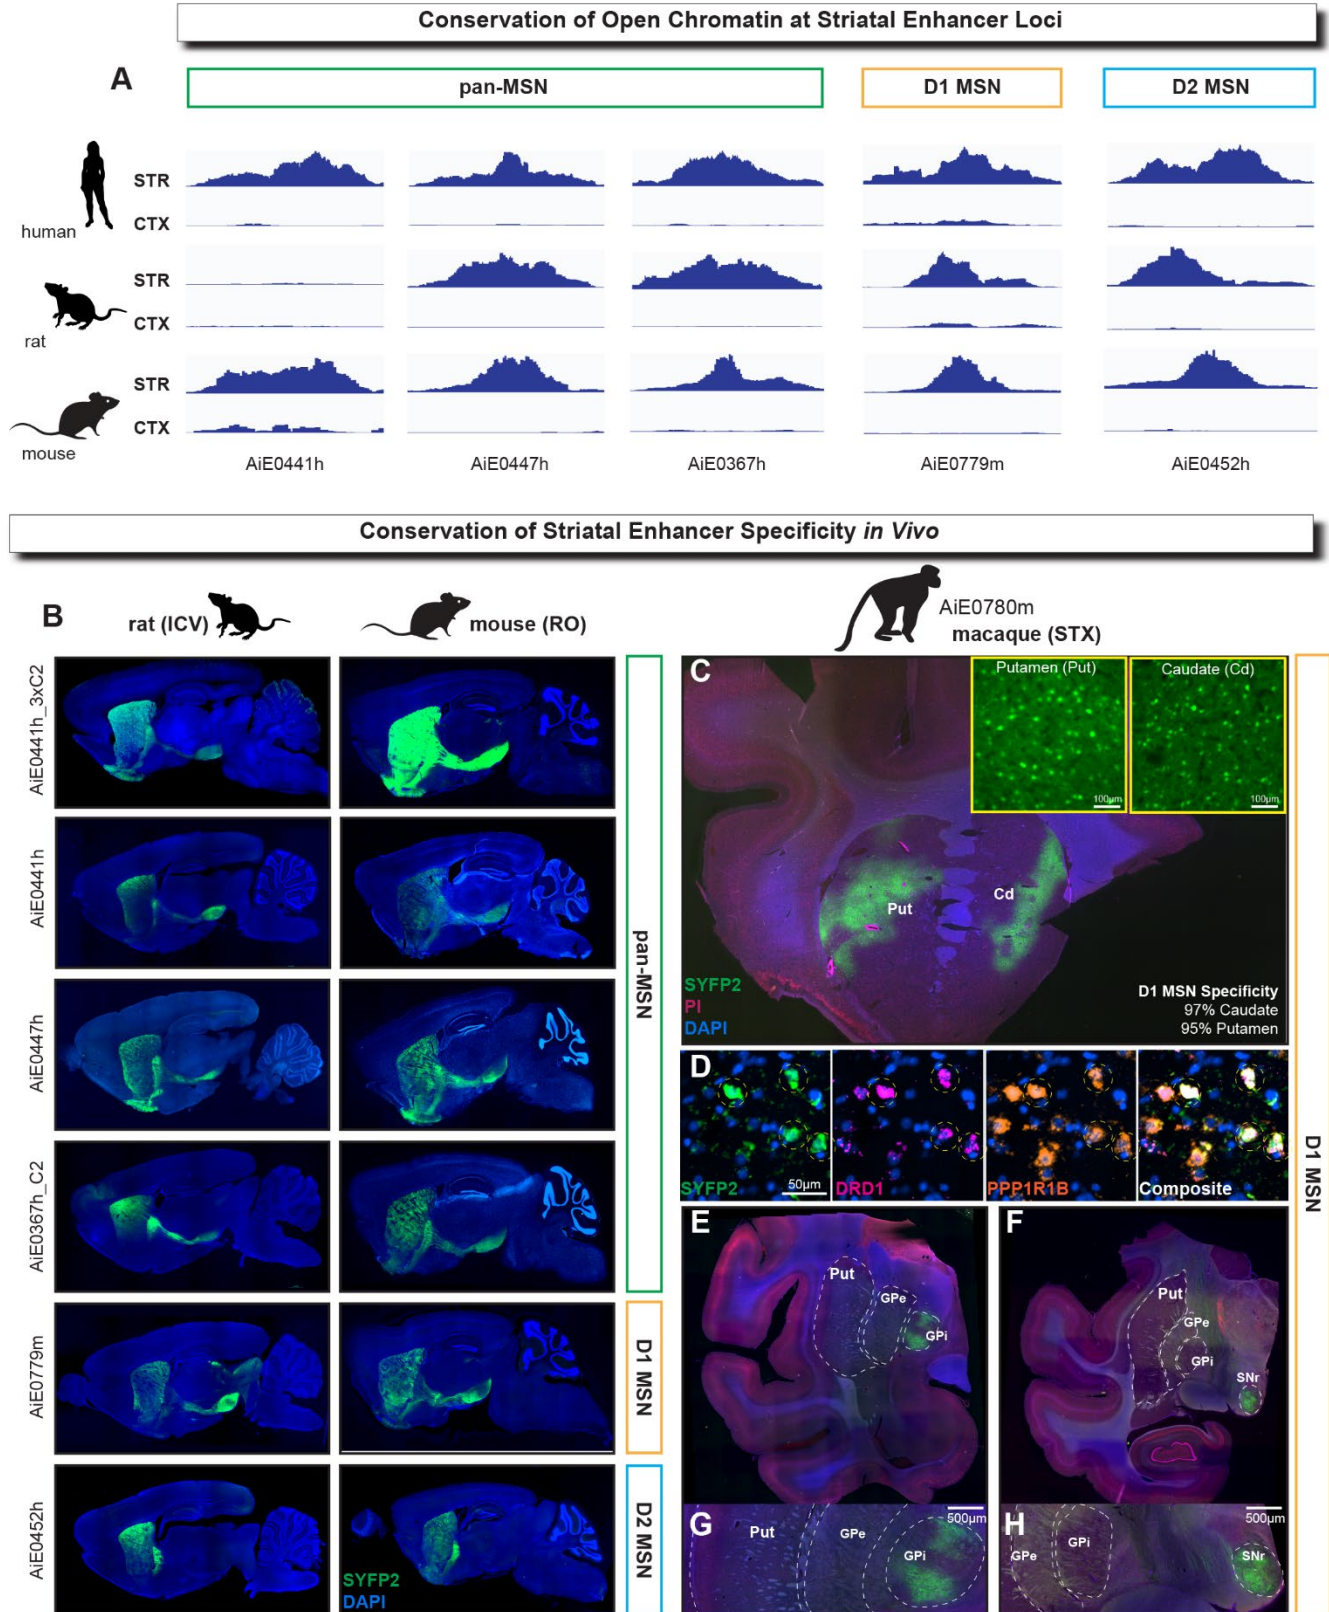 Conservation of Open Chromatin at Striatal Enhancer Loci
A
pan-MSN
D1 MSN
D2 MSN
human
STR
CTX
rat
STR
CTX
mouse
STR
CTX
AiE0441h
AiE0447h
AiE0367h
AiE0779m
AiE0452h
Conservation of Striatal Enhancer Specificity in Vivo
B
rat (ICV)
mouse (RO)
AiE0441h_3xC2
AiE0441h
AiE0447h
AiE0367h_C2
AiE0779m
AiE0452h
SYFP2
DAPI
pan-MSN
D1 MSN
D2 MSN
AiE0780m
macaque (STX)
C
Putamen (Put)
100µm
Caudate (Cd)
100µm
Put
Cd
SYFP2
PI
DAPI
D1 MSN Specificity
97% Caudate
95% Putamen
D
SYFP2
50µm
DRD1
PPP1R1B
Composite
E
Put
GPe
GPi
F
Put
GPe
GPi
SNr
G
Put
GPe
GPi
500µm
H
GPe
GPi
SNr
500µm
D1 MSN